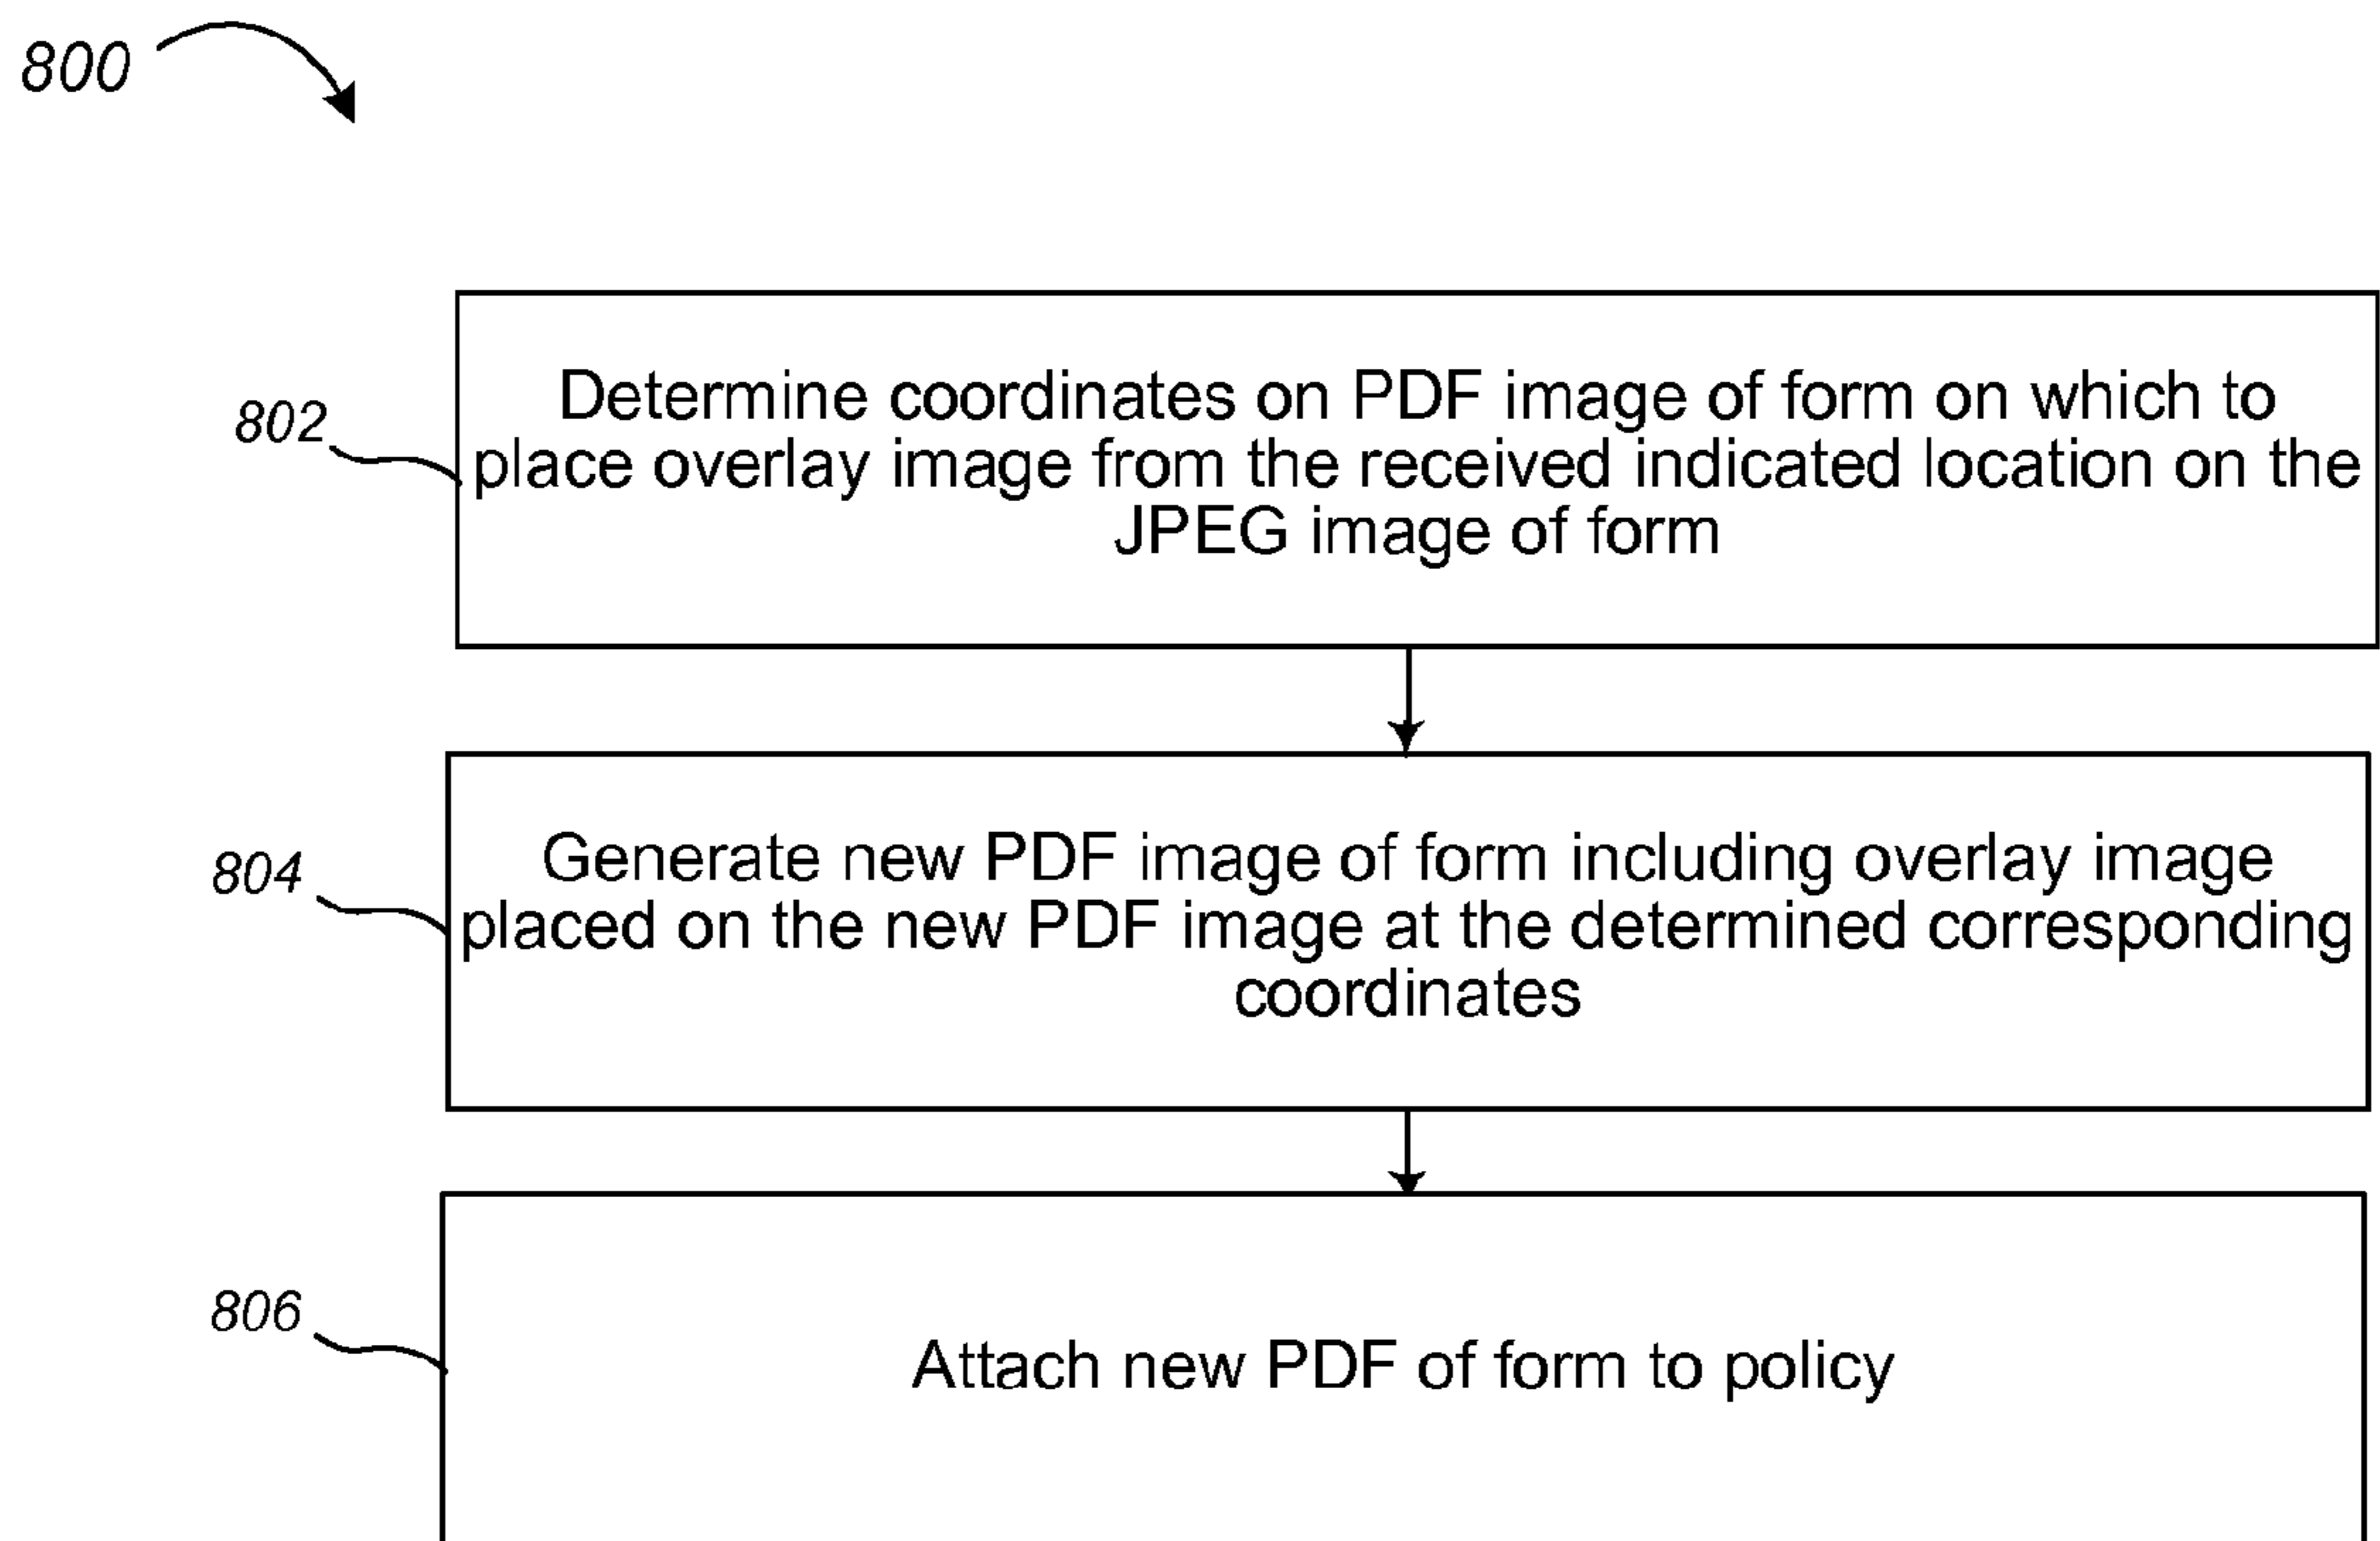 800
802
Determine coordinates on PDF image of form on which to
place overlay image from the received indicated location on the
JPEG image of form
804
Generate new PDF image of form including overlay image
placed on the new PDF image at the determined corresponding
coordinates
806
Attach new PDF of form to policy